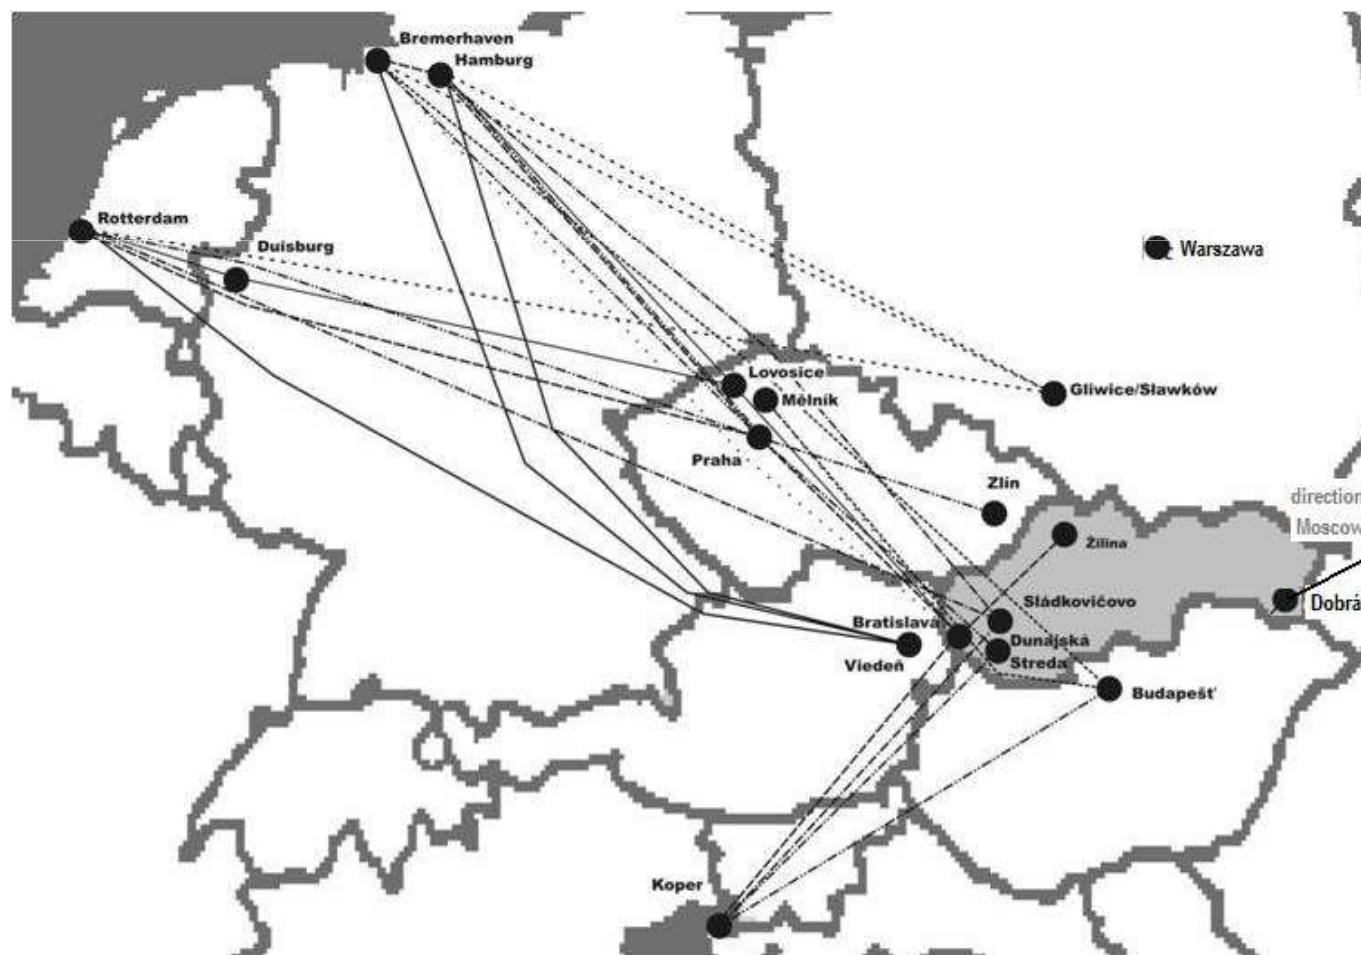 Bremerhaven
Hamburg
Rotterdam
Duisburg
Warszawa
Lovosice
Mělník
Gliwice/Sławków
Praha
Zlín
direction
Moscow
Žilina
Sládkovičovo
Dobrá
Bratislava
Dunajská
Streda
Viedeň
Budapešť
Koper